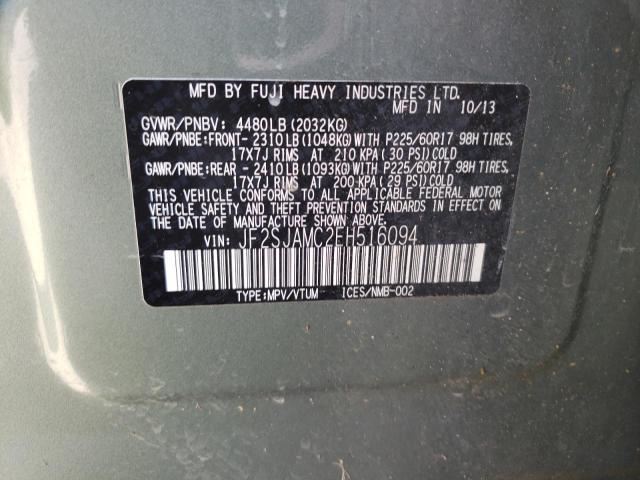 MFD BY FUJI HEAVY INDUSTRIES LTD.
MFD IN 10/13
GVWR/PNBV: 4480LB(2032KG)
GAWR/PNBE:FRONT- 2310LB(1048KG)WITH P225/60R17 98H TIRES,
17X7J RIMS AT 210 KPA(30 PSI)COLD
GAWR/PNBE:REAR - 2410LB(1093KG)WITH P225/60R17 98H TIRES,
17X7J RIMS AT 200 KPA(29 PSI)COLD
THIS VEHICLE CONFORMS TO ALL APPLICABLE FEDERAL MOTOR
VEHICLE SAFETY AND THEFT PREVENTION STANDARDS IN EFFECT ON
THE DATE OF MANUFACTURE SHOWN ABOVE.
VIN: JF2SJAMC2EH516094
TYPE:MPV/VTUM ICES/NMB-002